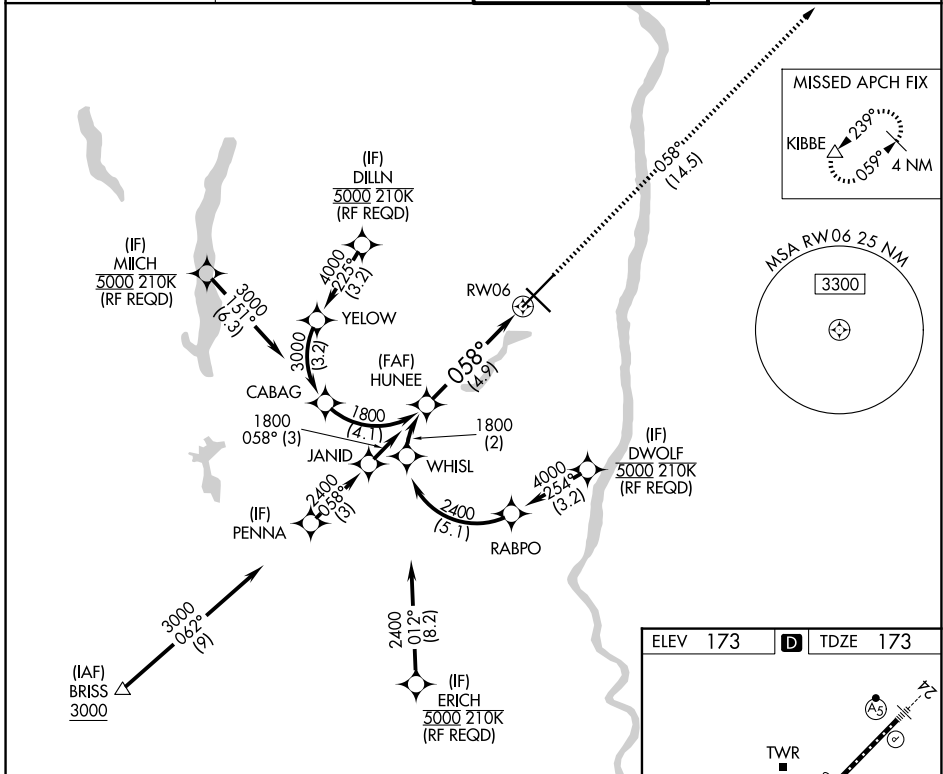 MISSED APCH FIX
KIBBE
239°
059°
4 NM
058°
(14.5)
(IF)
DILLN
5000 210K
(RF REQD)
4000
225°
(3.2)
(IF)
MIICH
5000 210K
(RF REQD)
3000
151°
(6.3)
YELOW
3000
(3.2)
RW06
MSA RW06 25 NM
3300
(FAF)
HUNEE
058°
(4.9)
CABAG
1800
(4.1)
1800
058° (3)
1800
(2)
JANID
WHISL
(IF)
DWOLF
5000 210K
(RF REQD)
4000
254°
(3.2)
2400
058°
(3)
(IF)
PENNA
2400
(5.1)
RABPO
3000
062°
(9)
(IAF)
BRISS
3000
2400
012°
(8.2)
(IF)
ERICH
5000 210K
(RF REQD)
ELEV 173
D
TDZE 173
24
A5
P
TWR